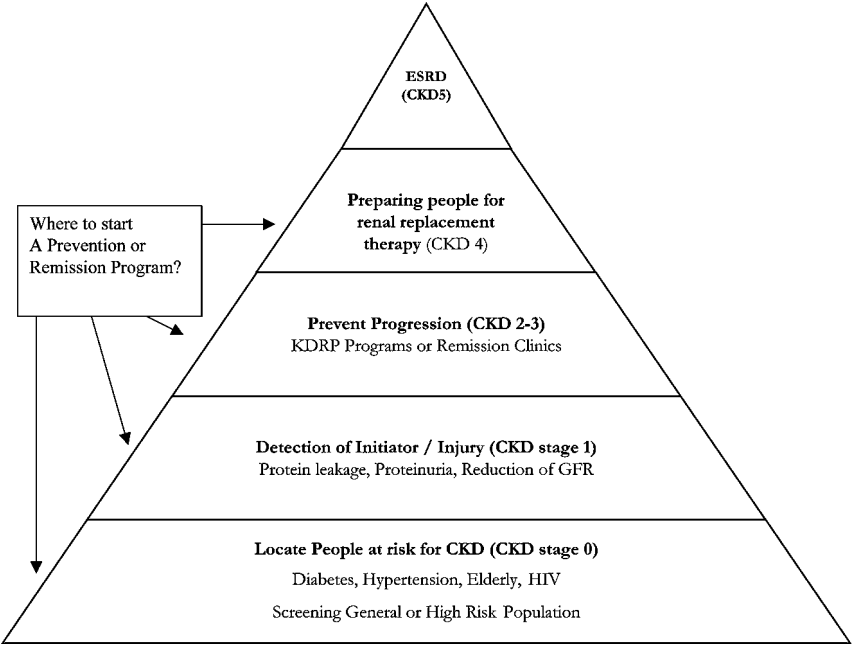 ESRD
(CKD5)
Preparing people for
renal replacement
therapy (CKD 4)
Where to start
A Prevention or
Remission Program?
Prevent Progression (CKD 2-3)
KDRP Programs or Remission Clinics
Detection of Initiator / Injury (CKD stage 1)
Protein leakage, Proteinuria, Reduction of GFR
Locate People at risk for CKD (CKD stage 0)
Diabetes, Hypertension, Elderly, HIV
Screening General or High Risk Population